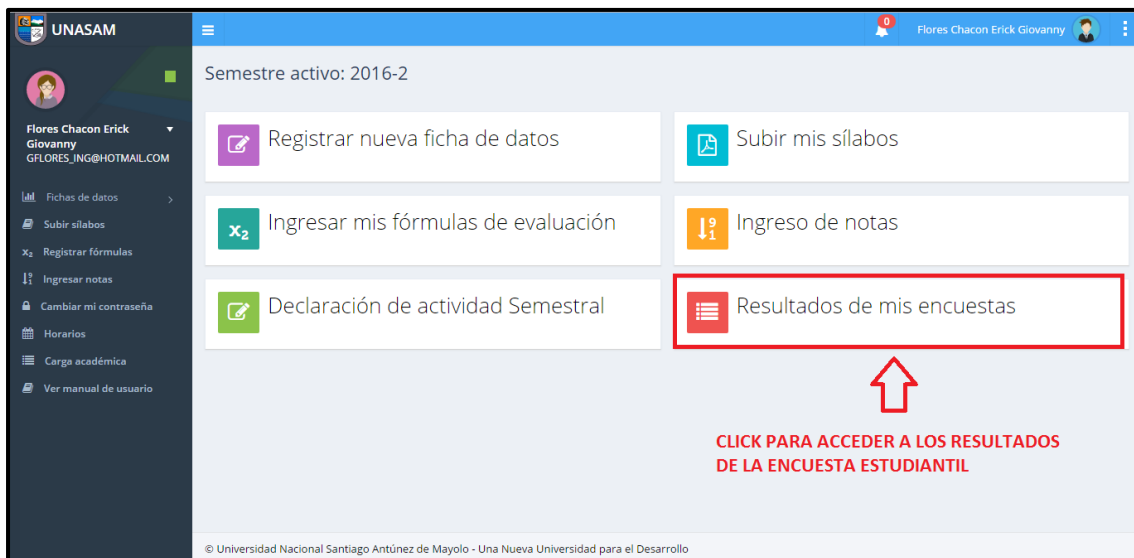 UNASAM
0
Flores Chacon Erick Giovanny
Flores Chacon Erick
Giovanny
GFLORES_ING@HOTMAIL.COM
Fichas de datos
Subir sílabos
x₂ Registrar fórmulas
Ingresar notas
Cambiar mi contraseña
Horarios
Carga académica
Ver manual de usuario
Semestre activo: 2016-2
Registrar nueva ficha de datos
Subir mis sílabos
x₂ Ingresar mis fórmulas de evaluación
Ingreso de notas
Declaración de actividad Semestral
Resultados de mis encuestas
CLICK PARA ACCEDER A LOS RESULTADOS
DE LA ENCUESTA ESTUDIANTIL
© Universidad Nacional Santiago Antúnez de Mayolo - Una Nueva Universidad para el Desarrollo